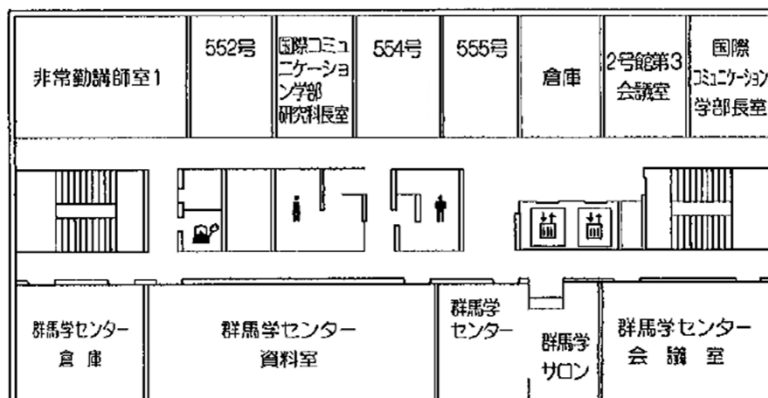 非常勤講師室1
552号
国際コミュ
ニケーショ
ン学部
研究科長室
554号
555号
倉庫
2号館第3
会議室
国際
コミュニケーション
学部長室
群馬学センター
倉庫
群馬学センター
資料室
群馬学
センター
群馬学
サロン
群馬学センター
会議室